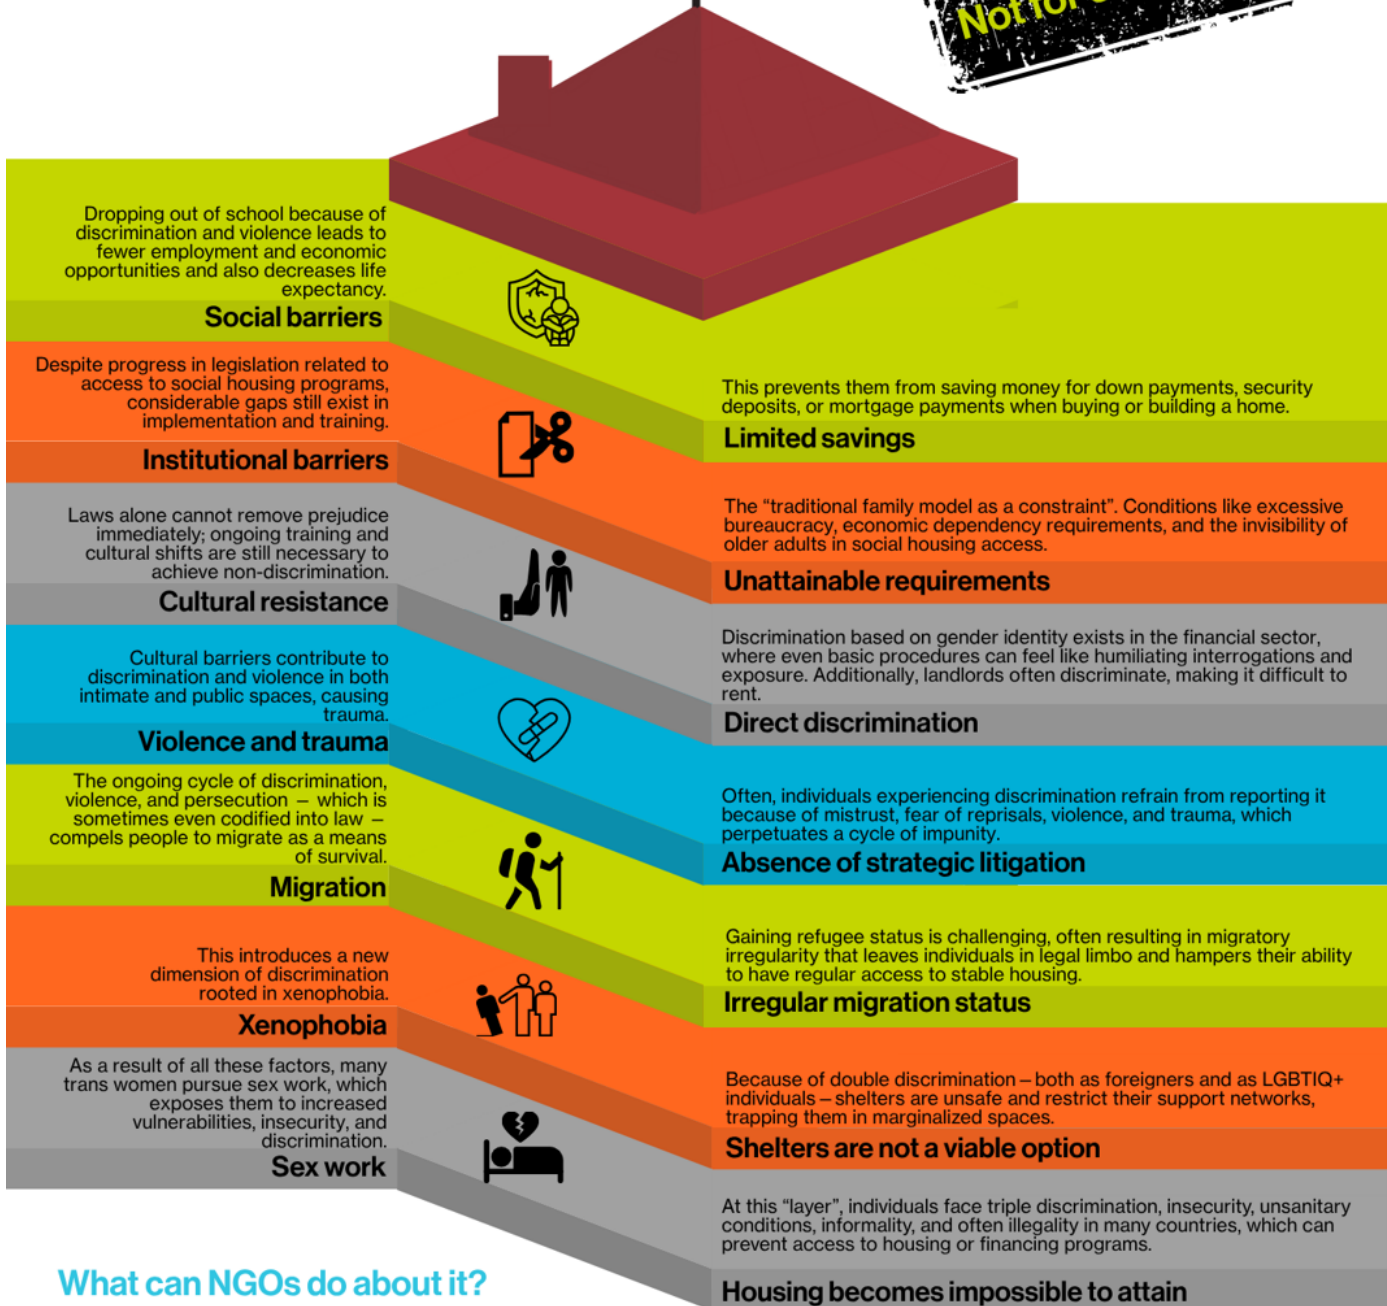 Not for
Dropping out of school because of
discrimination and violence leads to
fewer employment and economic
opportunities and also decreases life
expectancy.
Social barriers
This prevents them from saving money for down payments, security
deposits, or mortgage payments when buying or building a home.
Limited savings
Despite progress in legislation related to
access to social housing programs,
considerable gaps still exist in
implementation and training.
Institutional barriers
The “traditional family model as a constraint”. Conditions like excessive
bureaucracy, economic dependency requirements, and the invisibility of
older adults in social housing access.
Unattainable requirements
Laws alone cannot remove prejudice
immediately; ongoing training and
cultural shifts are still necessary to
achieve non-discrimination.
Cultural resistance
Discrimination based on gender identity exists in the financial sector,
where even basic procedures can feel like humiliating interrogations and
exposure. Additionally, landlords often discriminate, making it difficult to
rent.
Direct discrimination
Cultural barriers contribute to
discrimination and violence in both
intimate and public spaces, causing
trauma.
Violence and trauma
Often, individuals experiencing discrimination refrain from reporting it
because of mistrust, fear of reprisals, violence, and trauma, which
perpetuates a cycle of impunity.
Absence of strategic litigation
The ongoing cycle of discrimination,
violence, and persecution – which is
sometimes even codified into law –
compels people to migrate as a means
of survival.
Migration
Gaining refugee status is challenging, often resulting in migratory
irregularity that leaves individuals in legal limbo and hampers their ability
to have regular access to stable housing.
Irregular migration status
This introduces a new
dimension of discrimination
rooted in xenophobia.
Xenophobia
Because of double discrimination – both as foreigners and as LGBTIQ+
individuals – shelters are unsafe and restrict their support networks,
trapping them in marginalized spaces.
Shelters are not a viable option
As a result of all these factors, many
trans women pursue sex work, which
exposes them to increased
vulnerabilities, insecurity, and
discrimination.
Sex work
At this “layer”, individuals face triple discrimination, insecurity, unsanitary
conditions, informality, and often illegality in many countries, which can
prevent access to housing or financing programs.
Housing becomes impossible to attain
What can NGOs do about it?